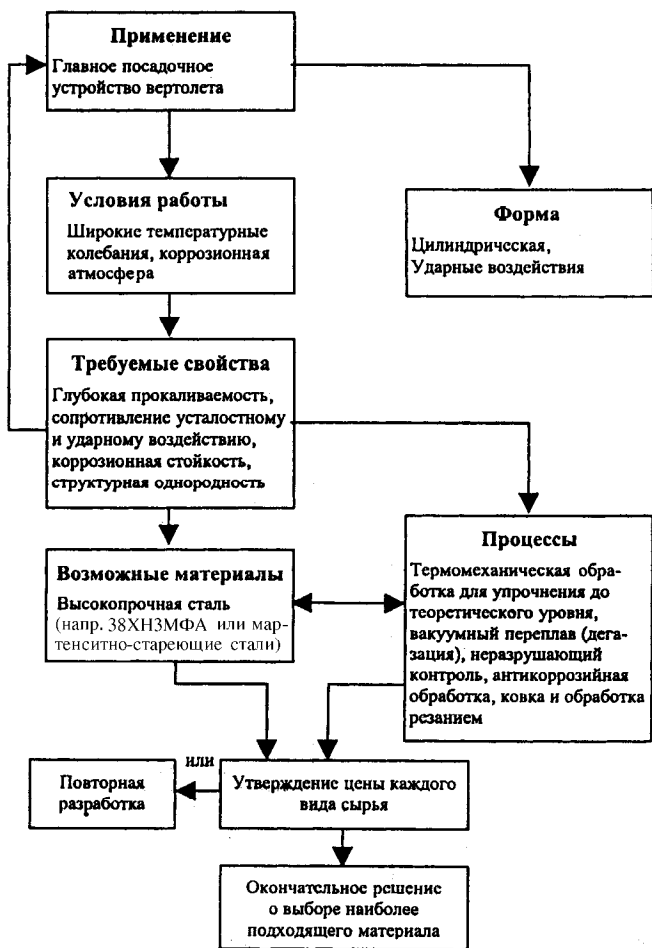 Применение
Главное посадочное
устройство вертолета
Условия работы
Широкие температурные
колебания, коррозионная
атмосфера
Форма
Цилиндрическая,
Ударные воздействия
Требуемые свойства
Глубокая прокаливаемость,
сопротивление усталостному
и ударному воздействию,
коррозионная стойкость,
структурная однородность
Возможные материалы
Высокопрочная сталь
(напр. 38ХН3МФА или мар-
тенситно-стареющие стали)
Процессы
Термомеханическая обра-
ботка для упрочнения до
теоретического уровня,
вакуумный переплав (дега-
зация), неразрушающий
контроль, антикоррозийная
обработка, ковка и обработка
резанием
или
Повторная
разработка
Утверждение цены каждого
вида сырья
Окончательное решение
о выборе наиболее
подходящего материала